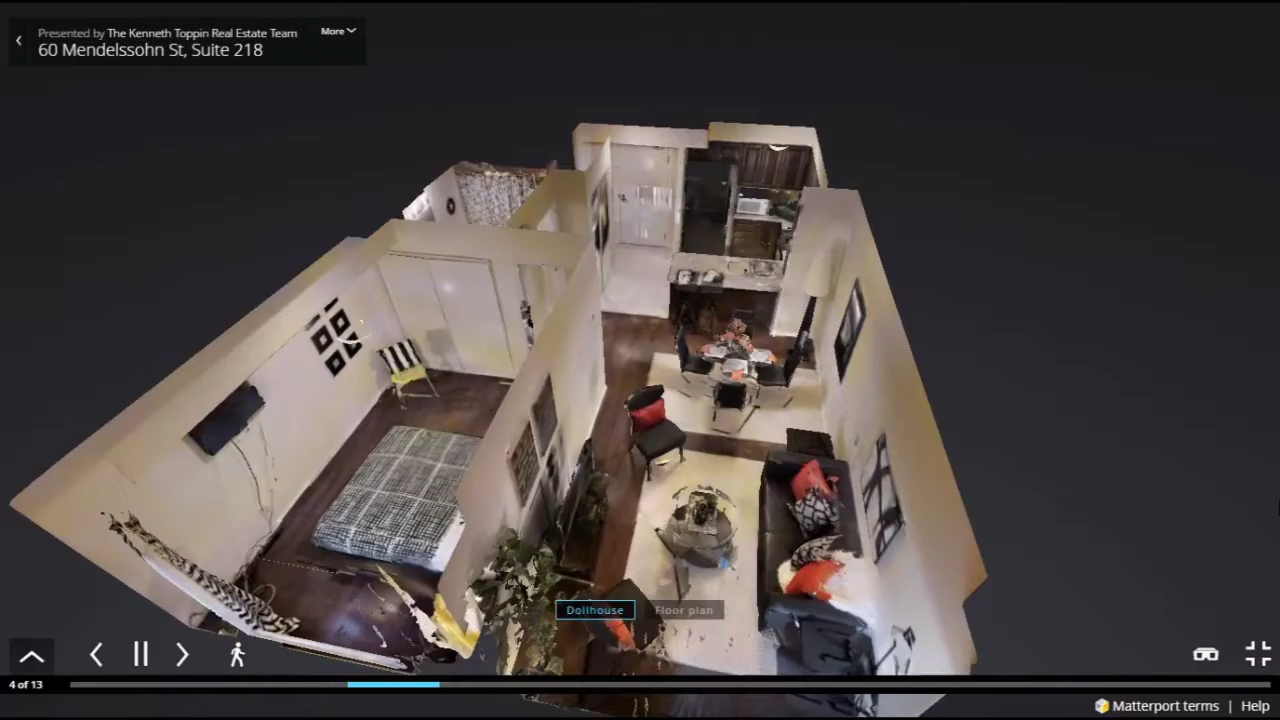 Presented by The Kenneth Toppin Real Estate Team
More
60 Mendelssohn St, Suite 218
Dollhouse
Floor plan
4 of 13
Matterport terms | Help